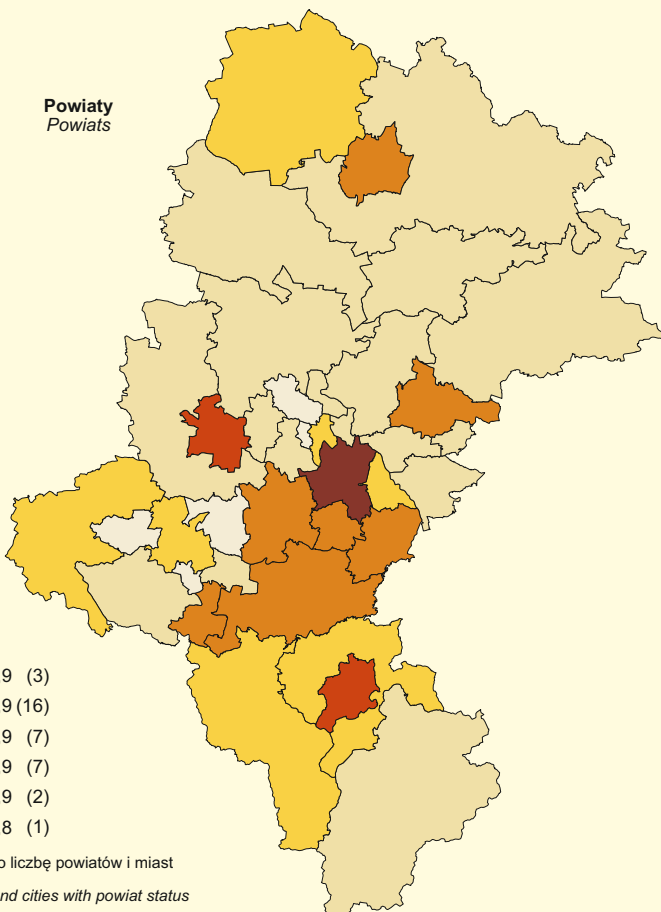 Powiaty
Powiats
9 (3)
9 (16)
9 (7)
9 (7)
9 (2)
8 (1)
o liczbę powiatów i miast
nd cities with powiat status